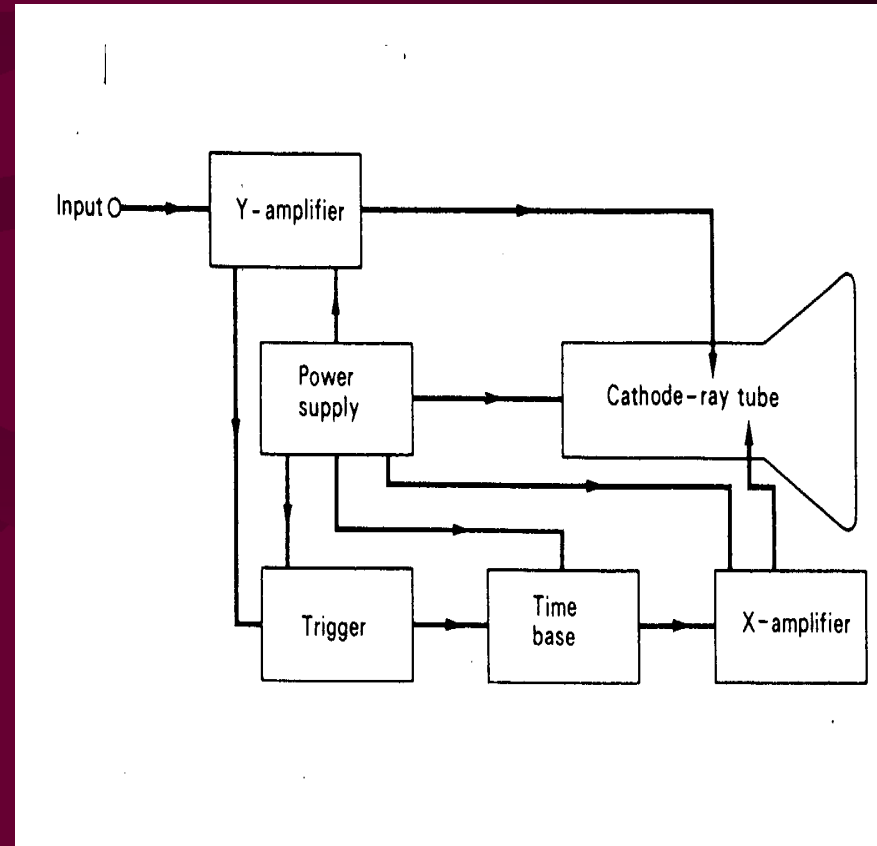 Input
Y-amplifier
Power
supply
Cathode-ray tube
Trigger
Time
base
X-amplifier